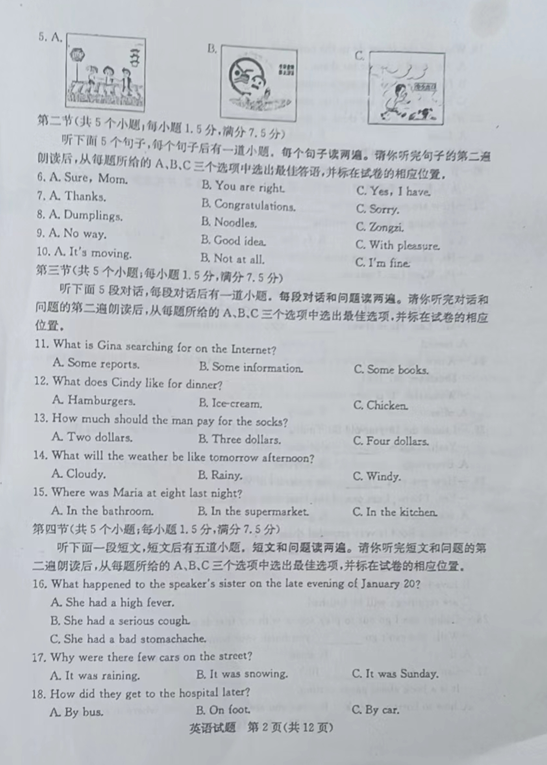 5. A. B. C.
第二节(共5个小题;每小题1.5分,满分7.5分)
听下面5个句子,每个句子后有一道小题。每个句子读两遍。请你听完句子的第二遍
朗读后,从每题所给的A、B、C三个选项中选出最佳答语,并标在试卷的相应位置。
6. A. Sure, Mom. B. You are right. C. Yes, I have.
7. A. Thanks. B. Congratulations. C. Sorry.
8. A. Dumplings. B. Noodles. C. Zongzi.
9. A. No way. B. Good idea. C. With pleasure.
10. A. It's moving. B. Not at all. C. I'm fine.
第三节(共5个小题;每小题1.5分,满分7.5分)
听下面5段对话,每段对话后有一道小题。每段对话和问题读两遍。请你听完对话和
问题的第二遍朗读后,从每题所给的A、B、C三个选项中选出最佳选项,并标在试卷的相应
位置。
11. What is Gina searching for on the Internet?
A. Some reports. B. Some information. C. Some books.
12. What does Cindy like for dinner?
A. Hamburgers. B. Ice-cream. C. Chicken.
13. How much should the man pay for the socks?
A. Two dollars. B. Three dollars. C. Four dollars.
14. What will the weather be like tomorrow afternoon?
A. Cloudy. B. Rainy. C. Windy.
15. Where was Maria at eight last night?
A. In the bathroom. B. In the supermarket. C. In the kitchen.
第四节(共5个小题;每小题1.5分,满分7.5分)
听下面一段短文,短文后有五道小题。短文和问题读两遍。请你听完短文和问题的第
二遍朗读后,从每题所给的A、B、C三个选项中选出最佳选项,并标在试卷的相应位置。
16. What happened to the speaker's sister on the late evening of January 20?
A. She had a high fever.
B. She had a serious cough.
C. She had a bad stomachache.
17. Why were there few cars on the street?
A. It was raining. B. It was snowing. C. It was Sunday.
18. How did they get to the hospital later?
A. By bus. B. On foot. C. By car.
英语试题 第2页(共12页)